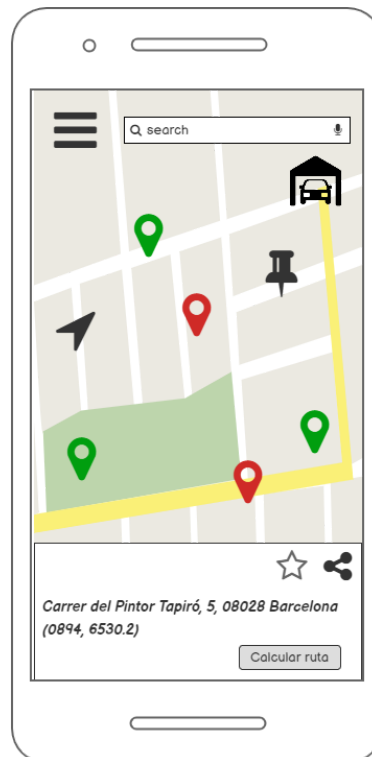 search
Carrer del Pintor Tapiró, 5, 08028 Barcelona
(0894, 6530.2)
Calcular ruta